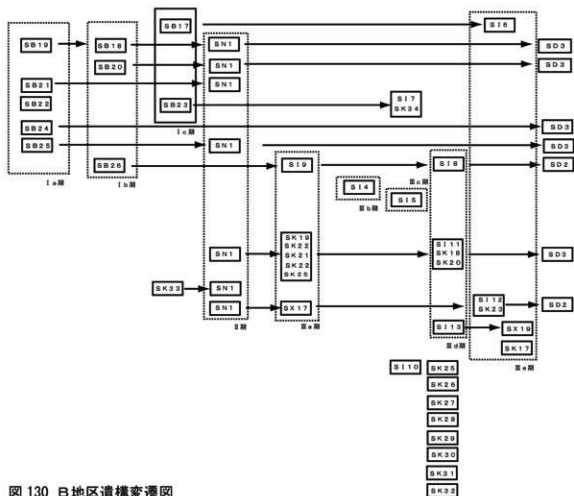 SB17 SI6
SB19 SB18 SN1 SD3
SB20 SN1 SD3
SB21 SN1
SB22 SB23 SI7
SK34
SB24 SD3
Ⅰc期
SB25 SN1 SD3
SB26 SI9 SI8 SD2
Ⅰa期 Ⅰb期 Ⅲc期
SI4 SI5
Ⅲb期
SK19
SK22 SI11
SN1 SK21 SK18 SD3
SK22 SK20
SK25
SK33 SN1
SI12
SN1 SX17 SK23 SD2
Ⅱ期 Ⅲa期 SI13 SX19
Ⅲd期 SK17
Ⅲe期
SI10 SK25
SK26
SK27
SK28
SK29
SK30
SK31
SK32
図 130 B地区遺構変遷図